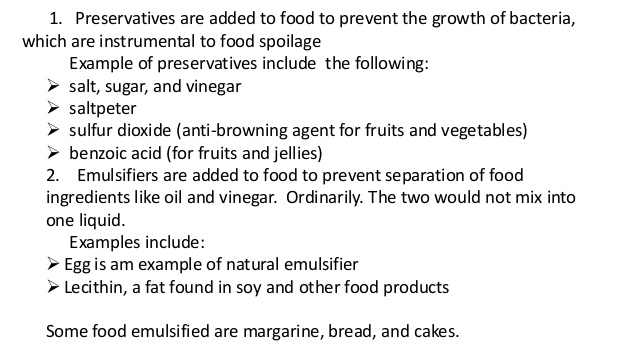 1. Preservatives are added to food to prevent the growth of bacteria,
which are instrumental to food spoilage
Example of preservatives include the following:
➢ salt, sugar, and vinegar
➢ saltpeter
➢ sulfur dioxide (anti-browning agent for fruits and vegetables)
➢ benzoic acid (for fruits and jellies)
2. Emulsifiers are added to food to prevent separation of food
ingredients like oil and vinegar. Ordinarily. The two would not mix into
one liquid.
Examples include:
➢ Egg is am example of natural emulsifier
➢ Lecithin, a fat found in soy and other food products
Some food emulsified are margarine, bread, and cakes.